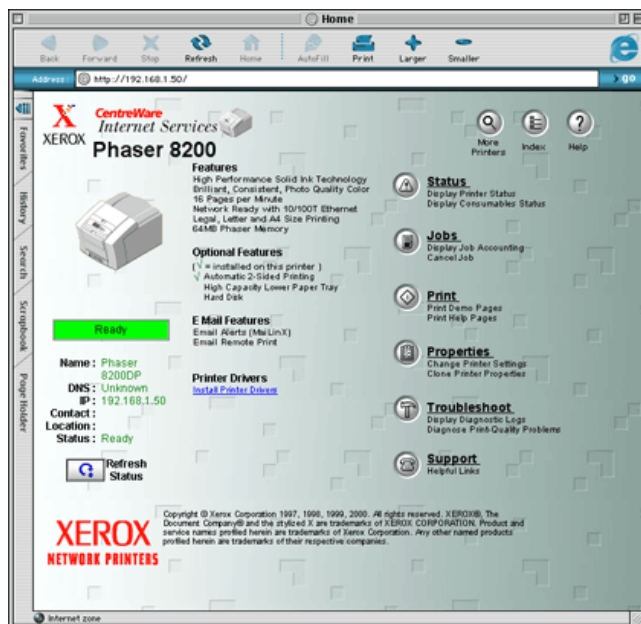 Home
Back
Forward
Stop
Refresh
Home
AutoFill
Print
Larger
Smaller
Address: http://192.168.1.50/
go
Favorites
History
Search
Scrapbook
Page Holder
X
XEROX
CentreWare
Internet Services
Phaser 8200
More Printers
Index
Help
Features
High Performance Solid Ink Technology
Brilliant, Consistent, Photo Quality Color
16 Pages per Minute
Network Ready with 10/100T Ethernet
Legal, Letter and A4 Size Printing
64MB Phaser Memory
Optional Features
(√ = installed on this printer )
√ Automatic 2-Sided Printing
High Capacity Lower Paper Tray
Hard Disk
E Mail Features
Email Alerts (MaiLinX)
Email Remote Print
Printer Drivers
Install Printer Drivers
Ready
Name: Phaser
8200DP
DNS: Unknown
IP: 192.168.1.50
Contact:
Location:
Status: Ready
Refresh
Status
Status
Display Printer Status
Display Consumables Status
Jobs
Display Job Accounting
Cancel Job
Print
Print Demo Pages
Print Help Pages
Properties
Change Printer Settings
Clone Printer Properties
Troubleshoot
Display Diagnostic Logs
Diagnose Print-Quality Problems
Support
Helpful Links
XEROX
NETWORK PRINTERS
Copyright © Xerox Corporation 1997, 1998, 1999, 2000. All rights reserved. XEROX®, The
Document Company® and the stylized X are trademarks of XEROX CORPORATION. Product and
service names profiled herein are trademarks of Xerox Corporation. Any other named products
profiled herein are trademarks of their respective companies.
Internet zone